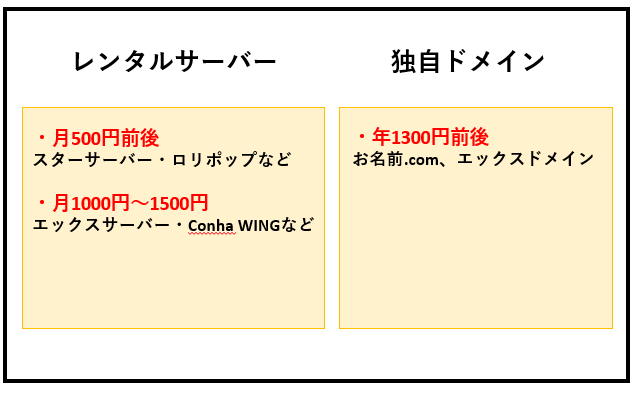 レンタルサーバー
独自ドメイン
・月500円前後
スターサーバー・ロリポップなど
・月1000円～1500円
エックスサーバー・Conha WINGなど
・年1300円前後
お名前.com、エックスドメイン